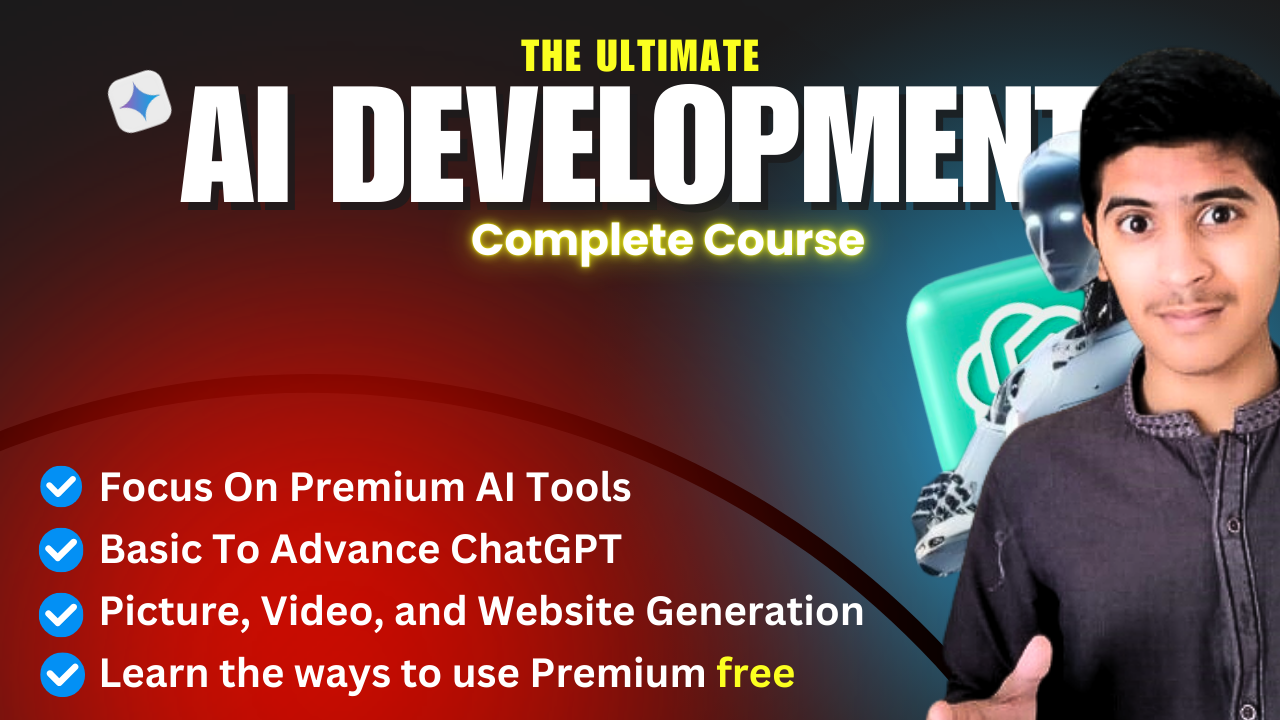 THE ULTIMATE
AI DEVELOPMENT
Complete Course
Focus On Premium AI Tools
Basic To Advance ChatGPT
Picture, Video, and Website Generation
Learn the ways to use Premium free